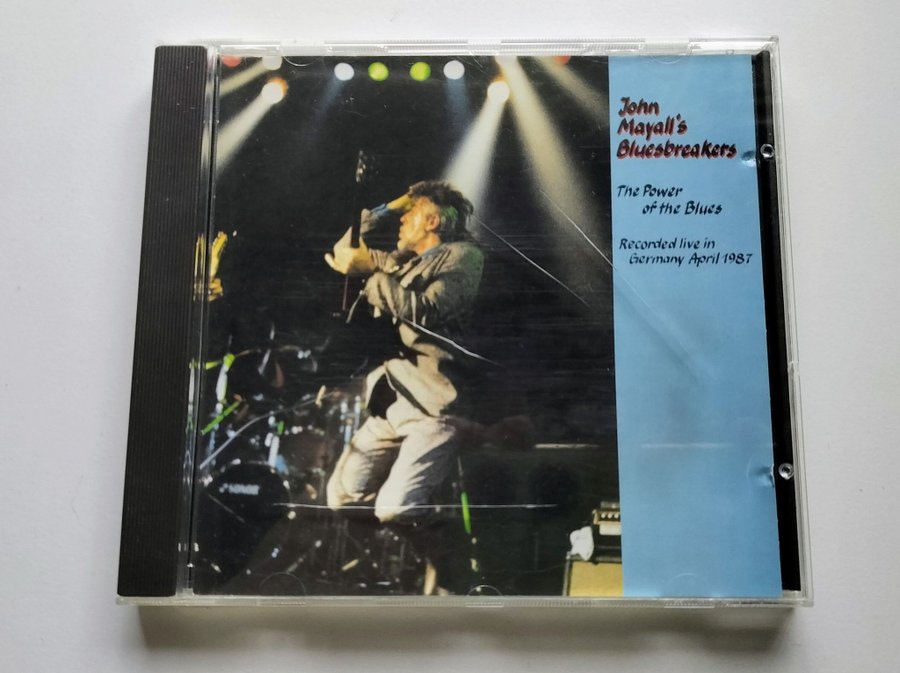 John
Mayall's
Bluesbreakers
The Power
of the Blues
Recorded live in
Germany April 1987